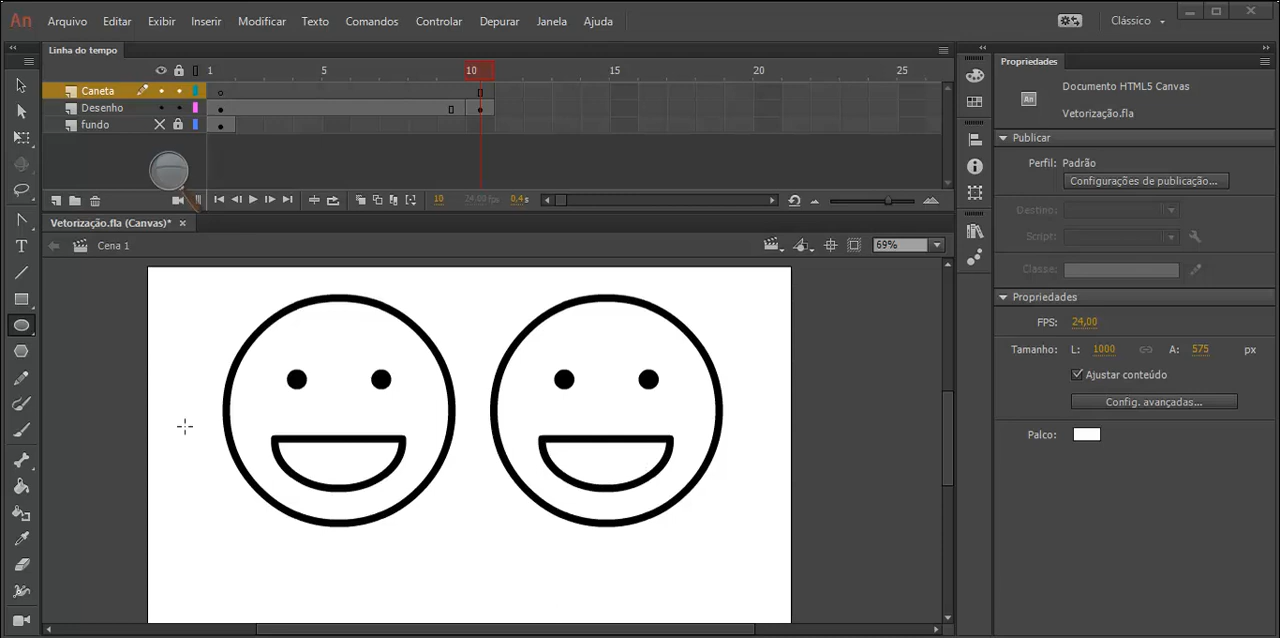 An Arquivo Editar Exibir Inserir Modificar Texto Comandos Controlar Depurar Janela Ajuda Clássico
Linha do tempo
1 5 10 15 20 25
Caneta
Desenho
fundo
10 24,00 fps 0,4 s
Vetorização.fla (Canvas)* ×
Cena 1 69%
T
Propriedades
An Documento HTML5 Canvas
Vetorização.fla
Publicar
Perfil: Padrão
Configurações de publicação...
Destino:
Script:
Classe:
Propriedades
FPS: 24,00
Tamanho: L: 1000 A: 575 px
Ajustar conteúdo
Config. avançadas...
Palco: